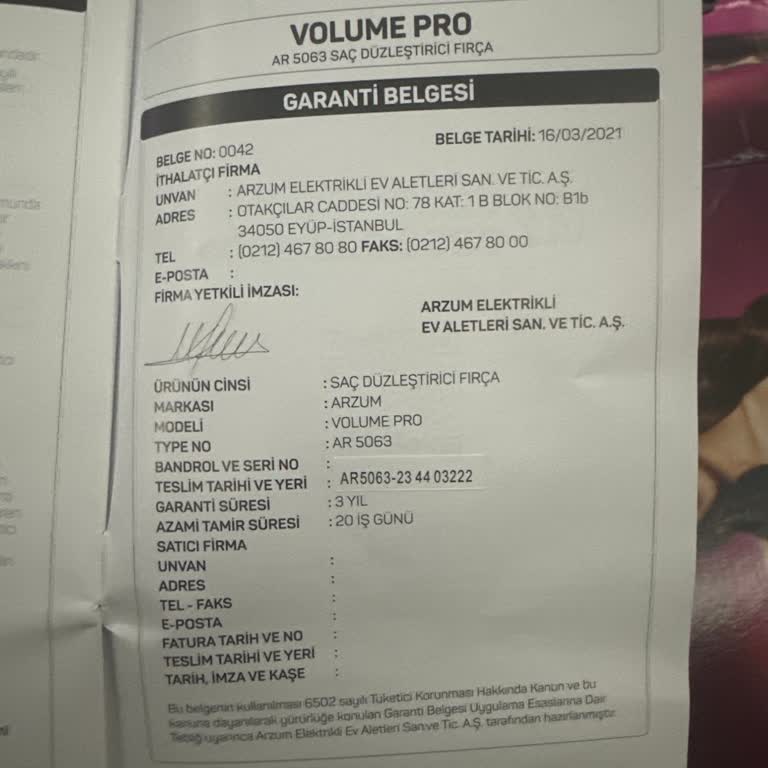 VOLUME PRO
AR 5063 SAÇ DÜZLEŞTİRİCİ FIRÇA
GARANTİ BELGESİ
BELGE NO: 0042
BELGE TARİHİ: 16/03/2021
İTHALATÇI FİRMA
UNVAN : ARZUM ELEKTRİKLİ EV ALETLERİ SAN. VE TİC. A.Ş.
ADRES : OTAKÇILAR CADDESİ NO: 78 KAT: 1 B BLOK NO: B1b
34050 EYÜP-İSTANBUL
TEL : (0212) 467 80 80 FAKS: (0212) 467 80 00
E-POSTA :
FİRMA YETKİLİ İMZASI:
ARZUM ELEKTRİKLİ
EV ALETLERİ SAN. VE TİC. A.Ş.
ÜRÜNÜN CİNSİ : SAÇ DÜZLEŞTİRİCİ FIRÇA
MARKASI : ARZUM
MODELİ : VOLUME PRO
TYPE NO : AR 5063
BANDROL VE SERİ NO :
TESLİM TARİHİ VE YERİ : AR5063-23 44 03222
GARANTİ SÜRESİ : 3 YIL
AZAMİ TAMİR SÜRESİ : 20 İŞ GÜNÜ
SATICI FİRMA
UNVAN :
ADRES :
TEL - FAKS :
E-POSTA :
FATURA TARİH VE NO :
TESLİM TARİHİ VE YERİ :
TARİH, İMZA VE KAŞE :
Bu belgenin kullanılması 6502 sayılı Tüketici Korunması Hakkında Kanun ve bu
kanuna dayanılarak yürürlüğe konulan Garanti Belgesi Uygulama Esaslarına Dair
Tebliğ uyarınca Arzum Elektrikli Ev Aletleri San.ve Tic. A.Ş. tarafından hazırlanmıştır.